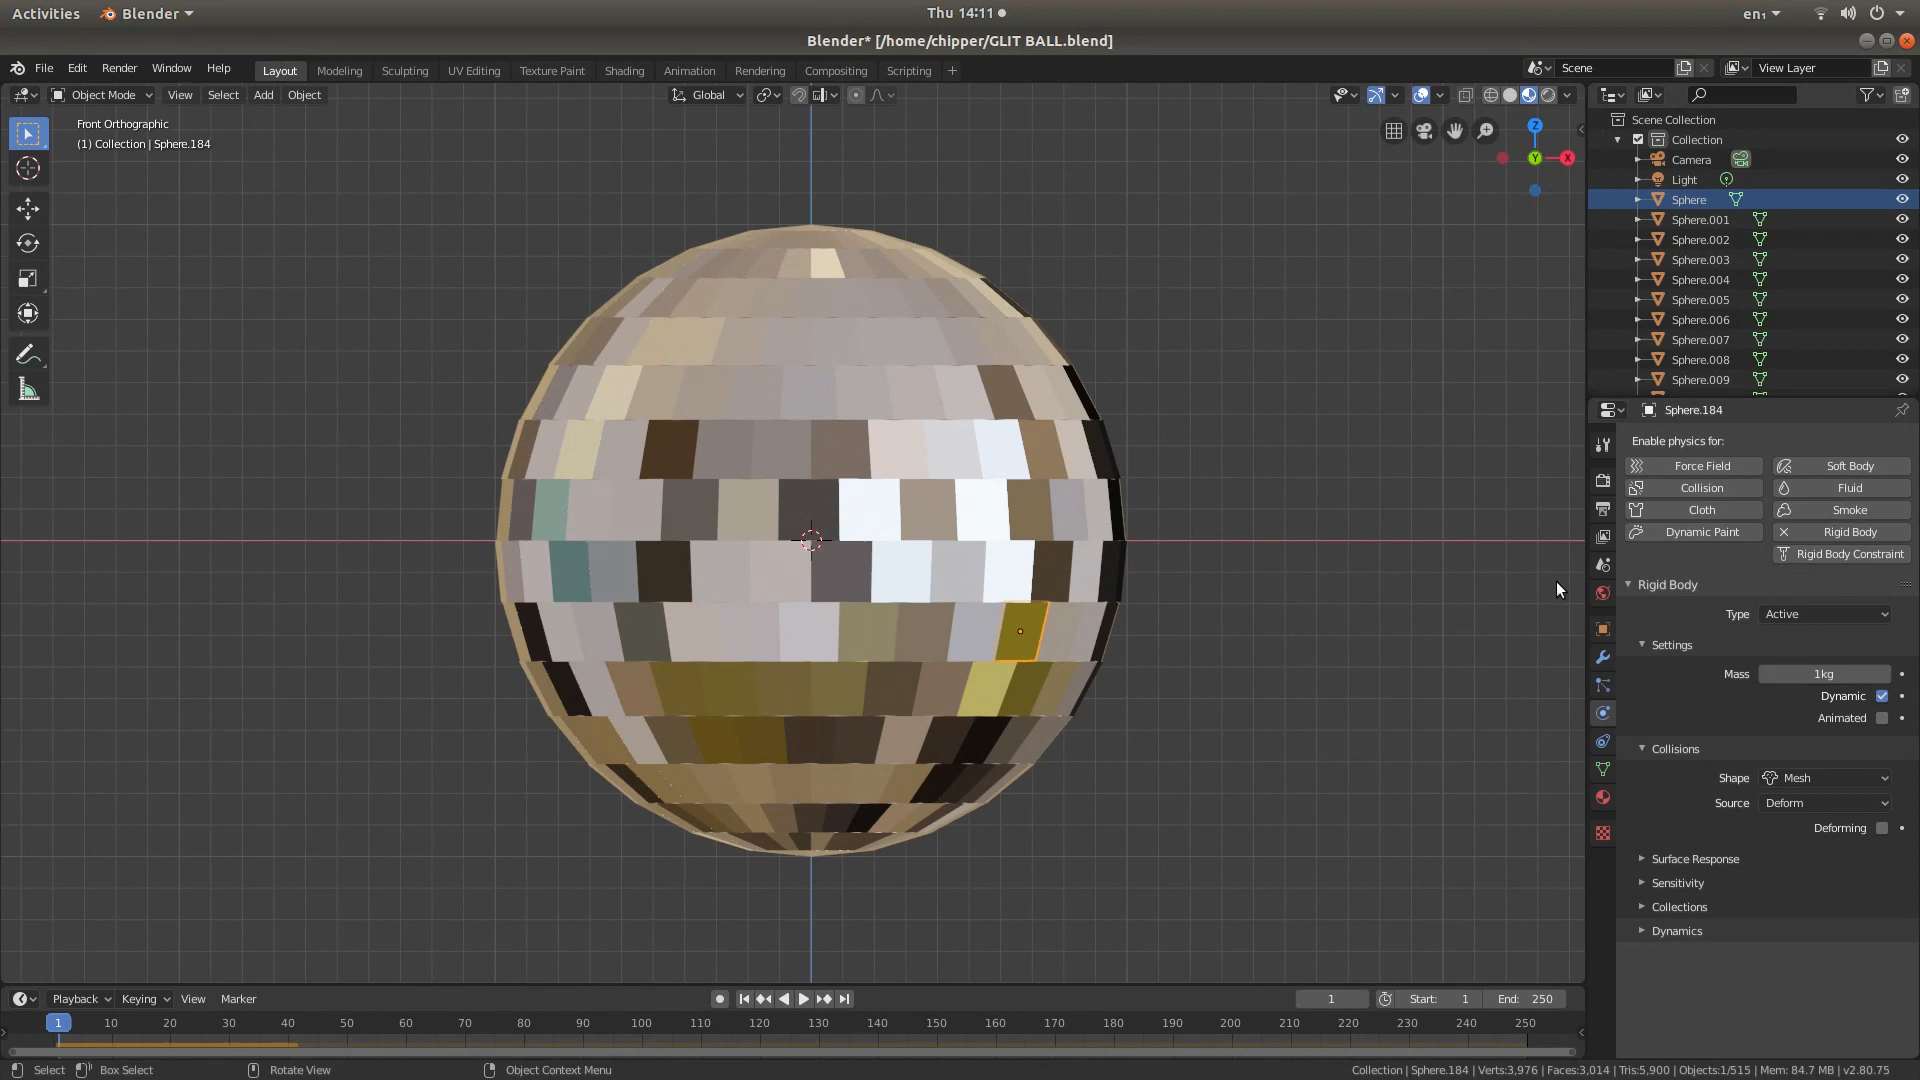 Activities Blender Thu 14:11 en₁
Blender* [/home/chipper/GLIT BALL.blend]
File Edit Render Window Help Layout Modeling Sculpting UV Editing Texture Paint Shading Animation Rendering Compositing Scripting + Scene View Layer
Object Mode View Select Add Object Global
Front Orthographic
(1) Collection | Sphere.184
Z
Y X
Scene Collection
Collection
Camera
Light
Sphere
Sphere.001
Sphere.002
Sphere.003
Sphere.004
Sphere.005
Sphere.006
Sphere.007
Sphere.008
Sphere.009
Sphere.184
Enable physics for:
Force Field Soft Body
Collision Fluid
Cloth Smoke
Dynamic Paint Rigid Body
Rigid Body Constraint
Rigid Body
Type Active
Settings
Mass 1kg
Dynamic
Animated
Collisions
Shape Mesh
Source Deform
Deforming
Surface Response
Sensitivity
Collections
Dynamics
Playback Keying View Marker 1 Start: 1 End: 250
1 10 20 30 40 50 60 70 80 90 100 110 120 130 140 150 160 170 180 190 200 210 220 230 240 250
Select Box Select Rotate View Object Context Menu Collection | Sphere.184 | Verts:3,976 | Faces:3,014 | Tris:5,900 | Objects:1/515 | Mem: 84.7 MB | v2.80.75